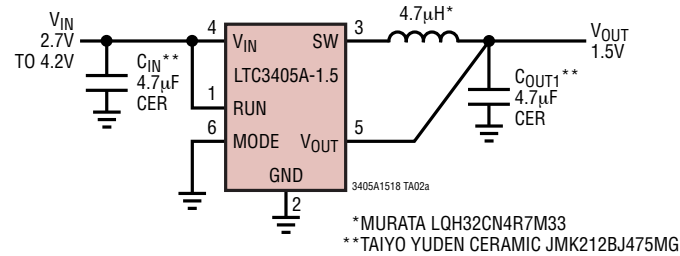 VIN
2.7V
TO 4.2V
CIN**
4.7µF
CER
4
1
6
VIN
SW
LTC3405A-1.5
RUN
MODE
VOUT
GND
3
5
2
4.7µH*
VOUT
1.5V
COUT1**
4.7µF
CER
3405A1518 TA02a
*MURATA LQH32CN4R7M33
**TAIYO YUDEN CERAMIC JMK212BJ475MG